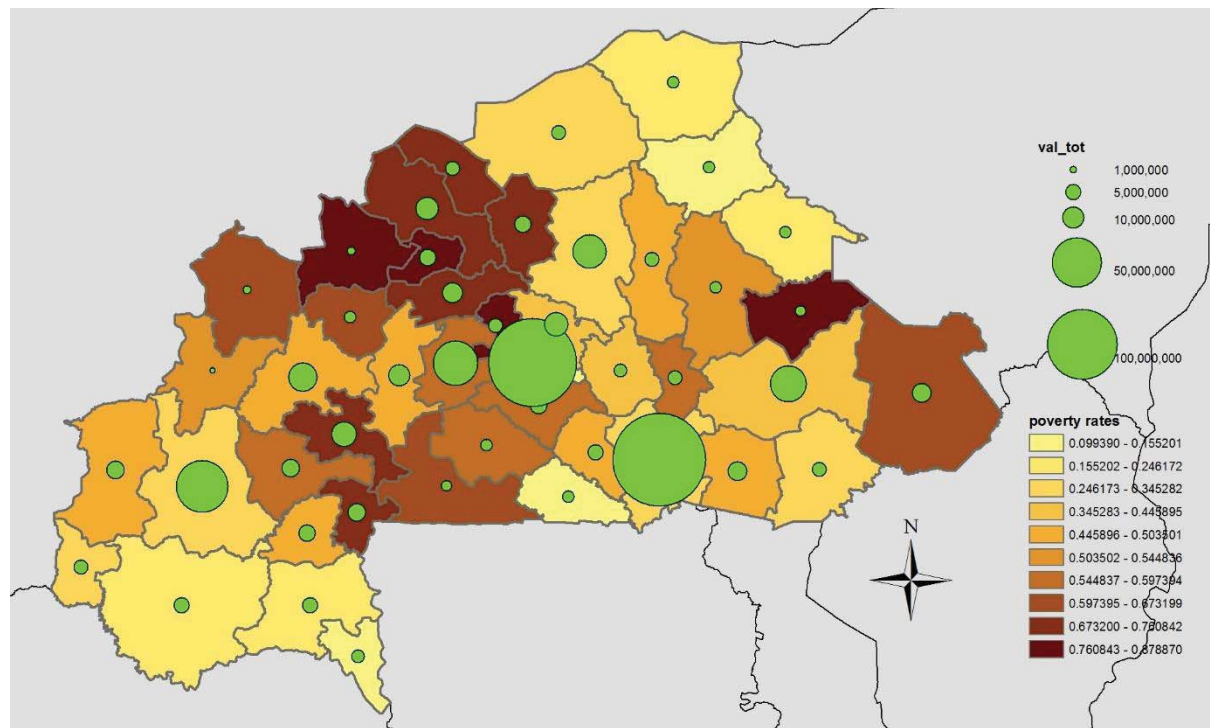 val_tot
1,000,000
5,000,000
10,000,000
50,000,000
100,000,000
poverty rates
0.099390 - 0.155201
0.155202 - 0.246172
0.246173 - 0.345282
0.345283 - 0.445895
0.445896 - 0.503501
0.503502 - 0.544836
0.544837 - 0.597394
0.597395 - 0.673199
0.673200 - 0.760842
0.760843 - 0.878870
N